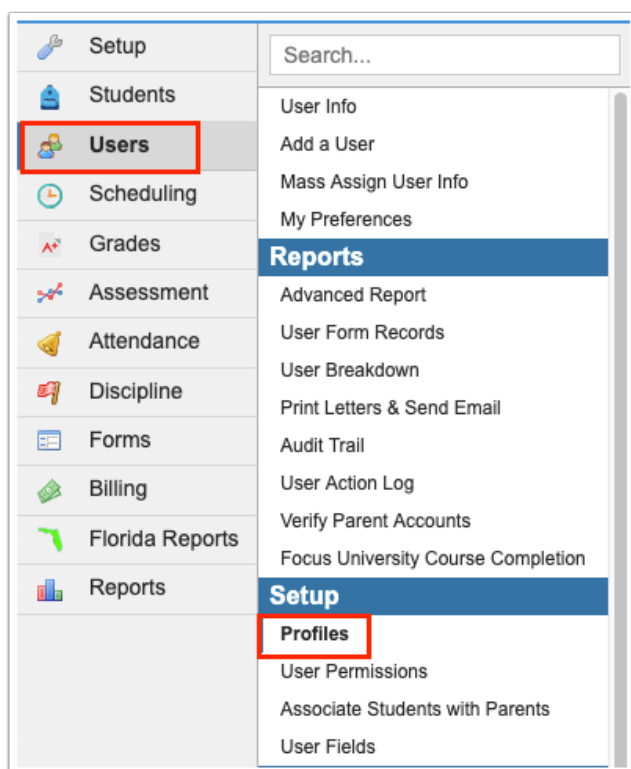 Setup
Students
Users
Scheduling
Grades
Assessment
Attendance
Discipline
Forms
Billing
Florida Reports
Reports
Search...
User Info
Add a User
Mass Assign User Info
My Preferences
Reports
Advanced Report
User Form Records
User Breakdown
Print Letters & Send Email
Audit Trail
User Action Log
Verify Parent Accounts
Focus University Course Completion
Setup
Profiles
User Permissions
Associate Students with Parents
User Fields